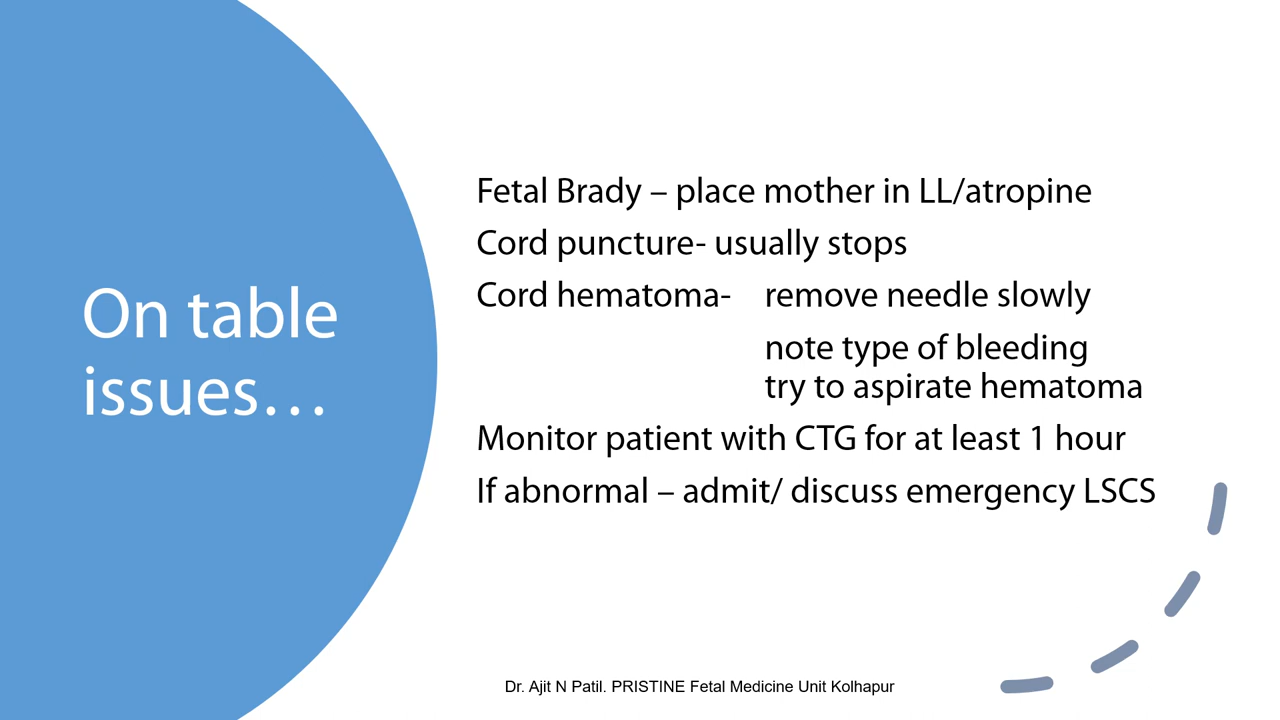 On table
issues…
Fetal Brady – place mother in LL/atropine
Cord puncture- usually stops
Cord hematoma- remove needle slowly
note type of bleeding
try to aspirate hematoma
Monitor patient with CTG for at least 1 hour
If abnormal – admit/ discuss emergency LSCS
Dr. Ajit N Patil. PRISTINE Fetal Medicine Unit Kolhapur